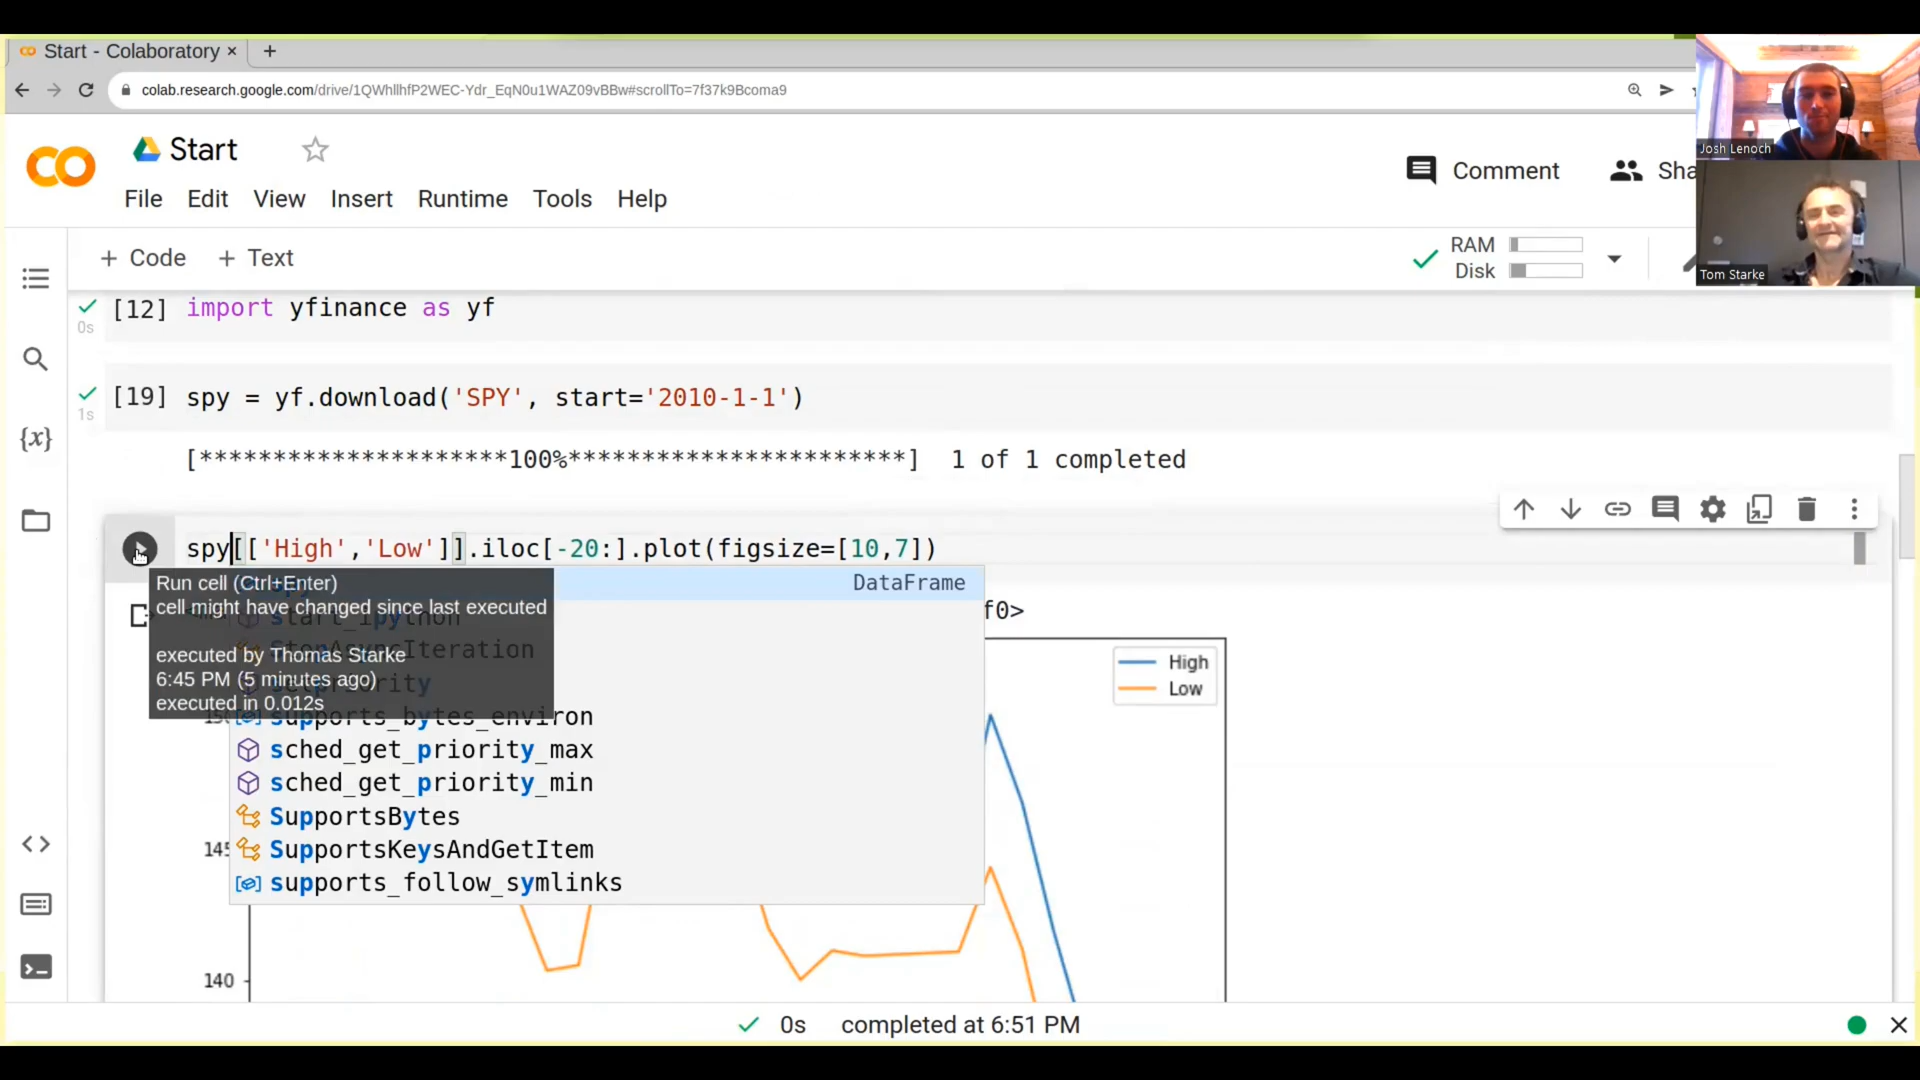 Start - Colaboratory × +
colab.research.google.com/drive/1QWhllhfP2WEC-Ydr_EqN0u1WAZ09vBBw#scrollTo=7f37k9Bcoma9
Josh Lenoch
Start
Comment
Sha
File Edit View Insert Runtime Tools Help
Tom Starke
+ Code + Text
RAM
Disk
[12] import yfinance as yf
0s
[19] spy = yf.download('SPY', start='2010-1-1')
1s
[*********************100%***********************] 1 of 1 completed
{x}
spy[['High','Low']].iloc[-20:].plot(figsize=[10,7])
Run cell (Ctrl+Enter)
DataFrame
cell might have changed since last executed
start_ipython
f0>
StopAsyncIteration
executed by Thomas Starke
6:45 PM (5 minutes ago)
setpriority
executed in 0.012s
High
Low
supports_bytes_environ
sched_get_priority_max
sched_get_priority_min
SupportsBytes
145
SupportsKeysAndGetItem
supports_follow_symlinks
140
0s completed at 6:51 PM